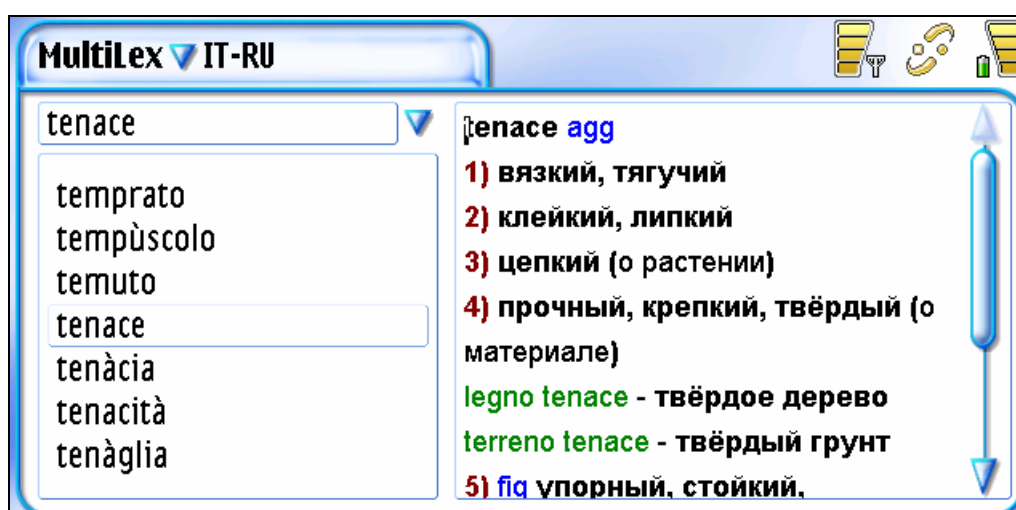 MultiLex IT-RU
tenace
temprato
tempùscolo
temuto
tenace
tenàcia
tenacità
tenàglia
tenace agg
1) вязкий, тягучий
2) клейкий, липкий
3) цепкий (о растении)
4) прочный, крепкий, твёрдый (о
материале)
legno tenace - твёрдое дерево
terreno tenace - твёрдый грунт
5) fig упорный, стойкий,